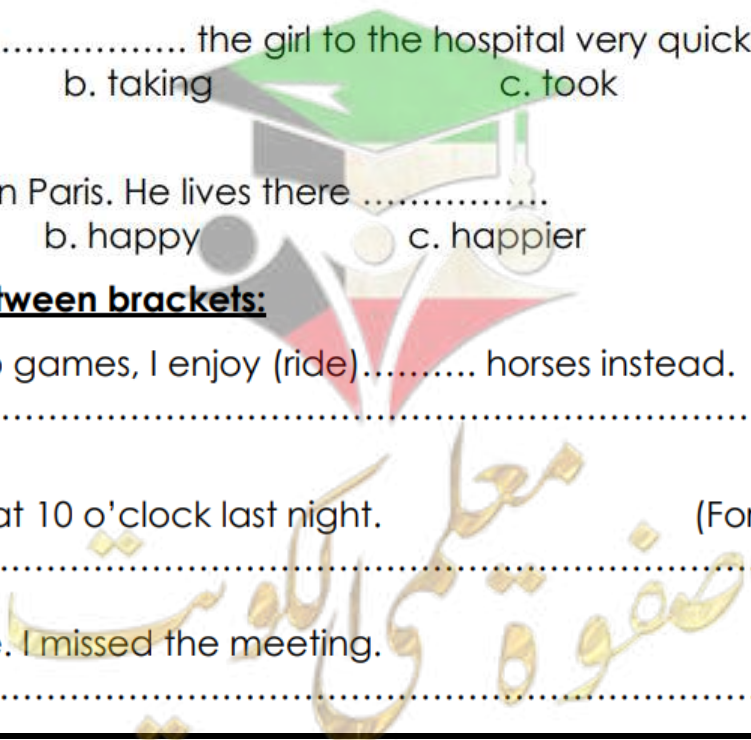 ................ the girl to the hospital very quick
b. taking c. took
n Paris. He lives there ................
b. happy c. happier
tween brackets:
games, I enjoy (ride).......... horses instead.
at 10 o'clock last night. (For
. I missed the meeting.
صفوة معلمي الكويت